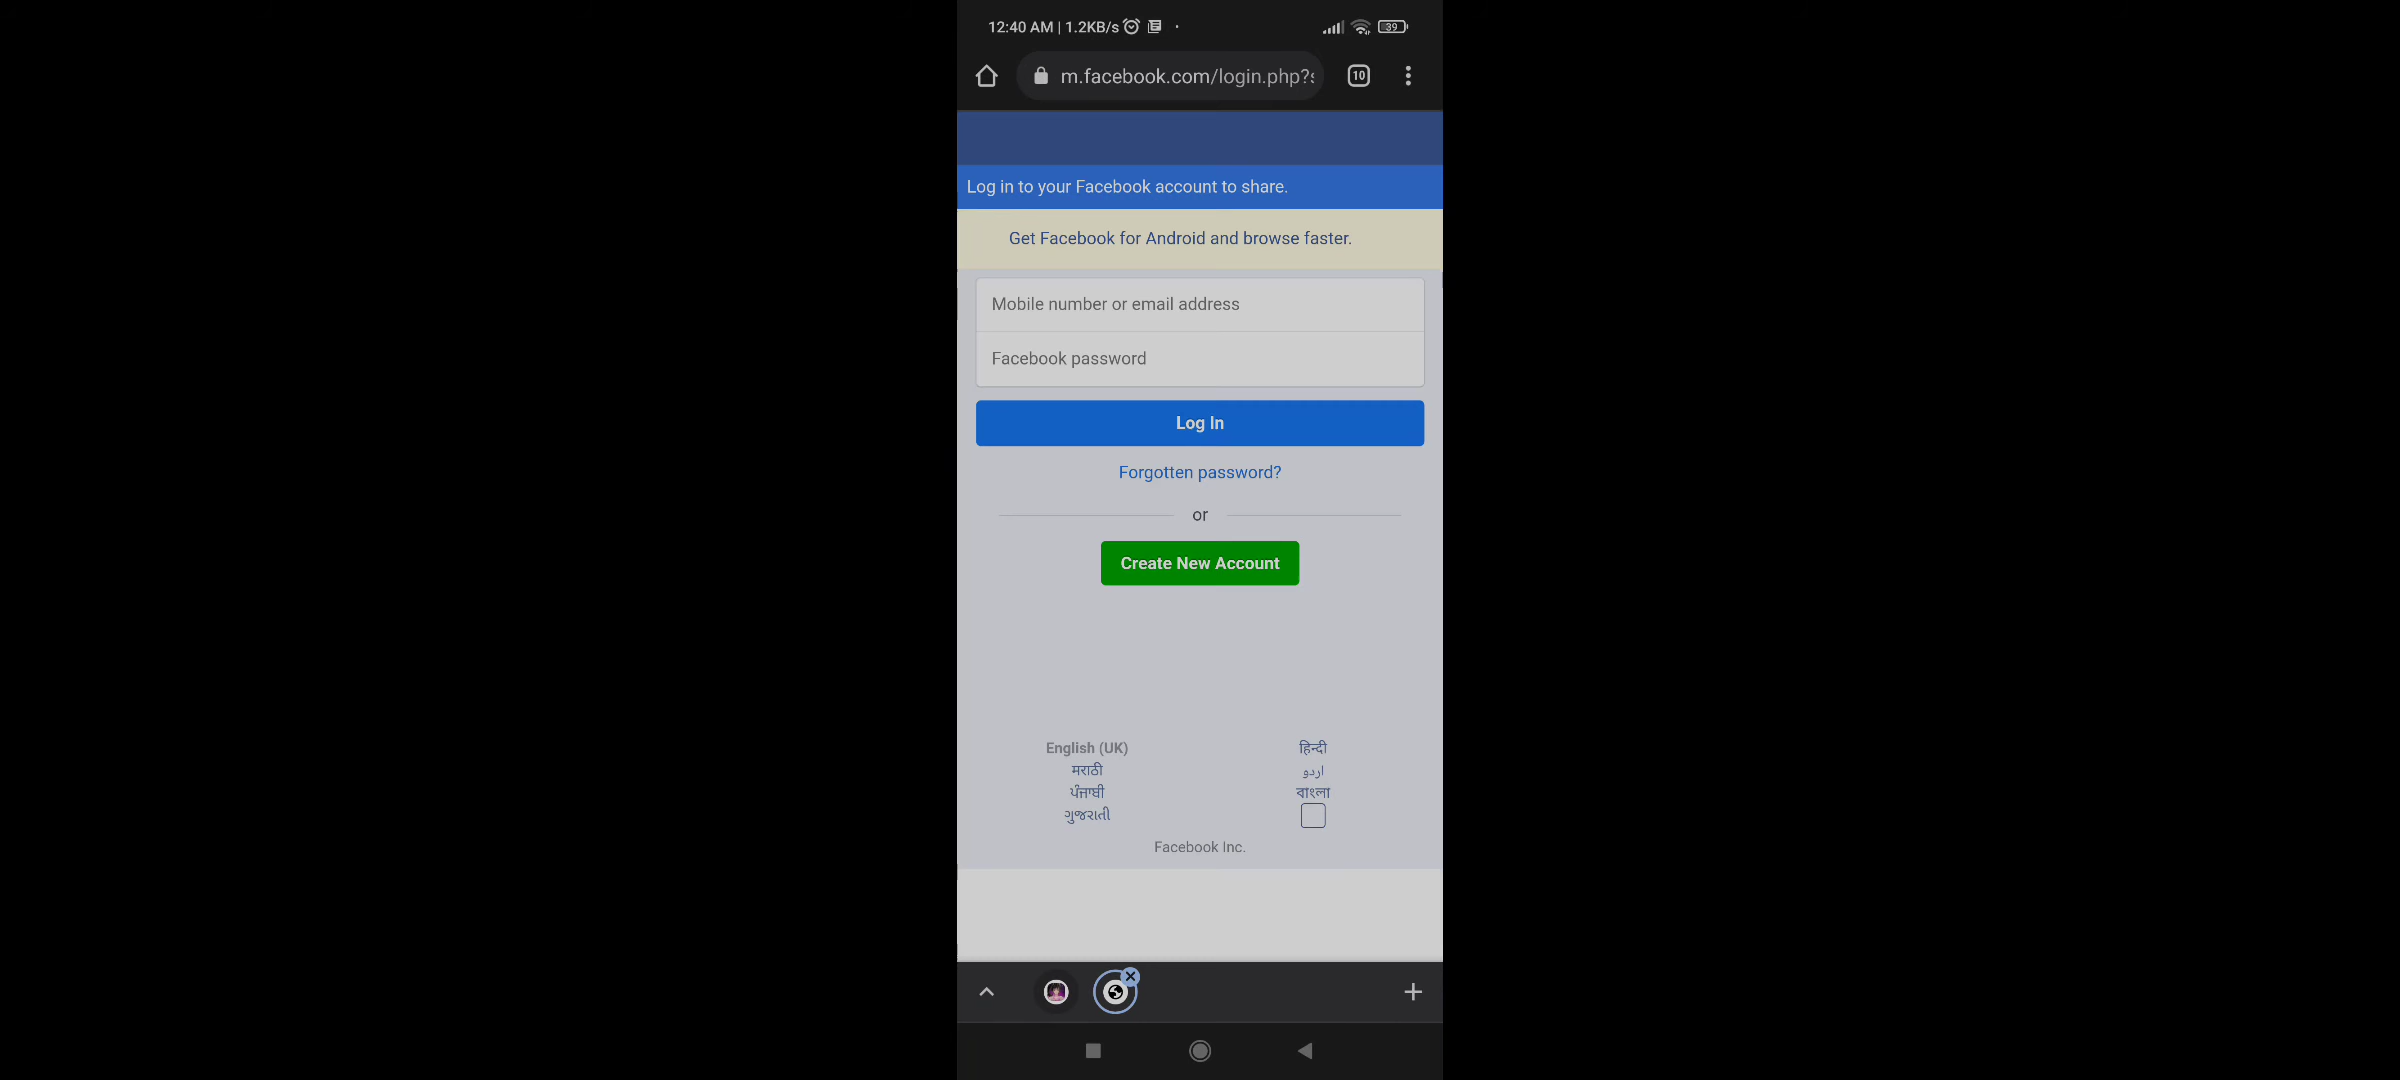 12:40 AM | 1.2KB/s
39
m.facebook.com/login.php?
10
Log in to your Facebook account to share.
Get Facebook for Android and browse faster.
Mobile number or email address
Facebook password
Log In
Forgotten password?
or
Create New Account
English (UK)
हिन्दी
मराठी
اردو
ਪੰਜਾਬੀ
বাংলা
ગુજરાતી
Facebook Inc.